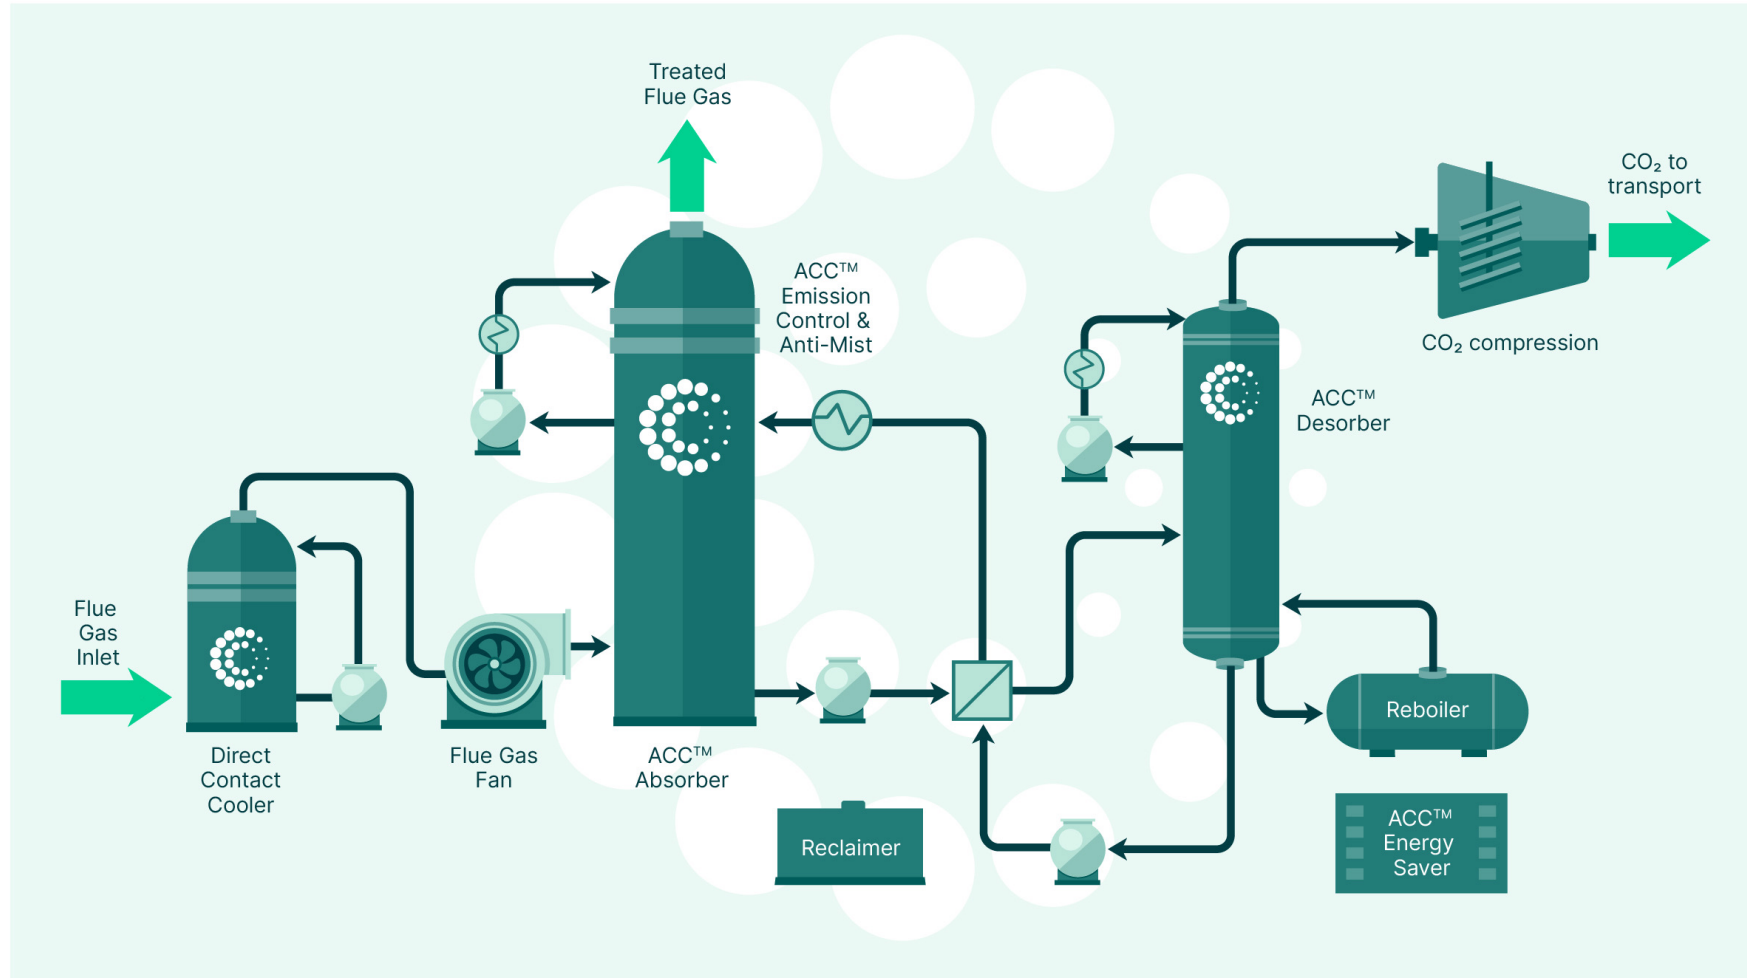 Treated
Flue Gas
CO₂ to
transport
ACC™
Emission
Control &
Anti-Mist
CO₂ compression
ACC™
Desorber
Flue
Gas
Inlet
Reboiler
Direct
Contact
Cooler
Flue Gas
Fan
ACC™
Absorber
Reclaimer
ACC™
Energy
Saver